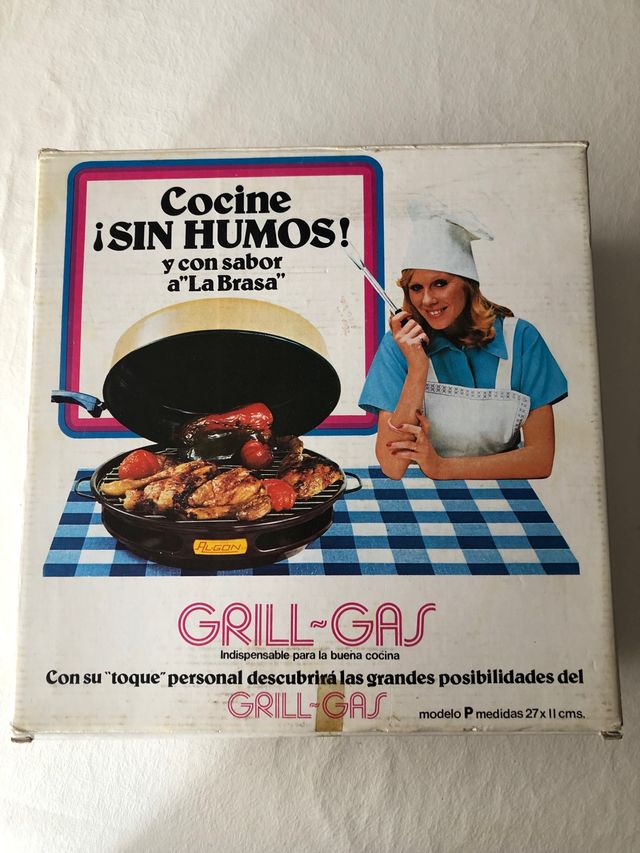 Cocine
¡SIN HUMOS!
y con sabor
a"La Brasa"
ALGON
GRILL~GAS
Indispensable para la buena cocina
Con su "toque" personal descubrirá las grandes posibilidades del
GRILL~GAS
modelo P medidas 27 x 11 cms.